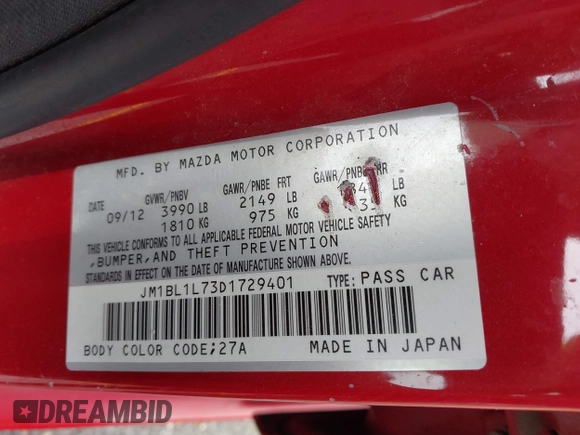 MFD. BY MAZDA MOTOR CORPORATION
DATE GVWR/PNBV GAWR/PNBE FRT GAWR/PNBE RR
09/12 3990 LB 2149 LB LB
1810 KG 975 KG KG
THIS VEHICLE CONFORMS TO ALL APPLICABLE FEDERAL MOTOR VEHICLE SAFETY
,BUMPER,AND THEFT PREVENTION
STANDARDS IN EFFECT ON THE DATE OF MANUFACTURE SHOWN ABOVE.
JM1BL1L73D1729401 TYPE: PASS CAR
BODY COLOR CODE;27A MADE IN JAPAN
DREAMBID